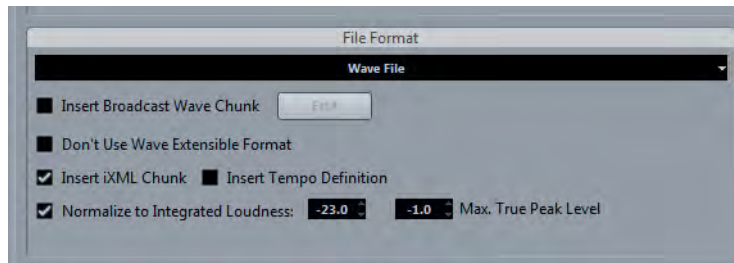 File Format
Wave File
Insert Broadcast Wave Chunk Edit
Don't Use Wave Extensible Format
Insert iXML Chunk Insert Tempo Definition
Normalize to Integrated Loudness: -23.0 -1.0 Max. True Peak Level